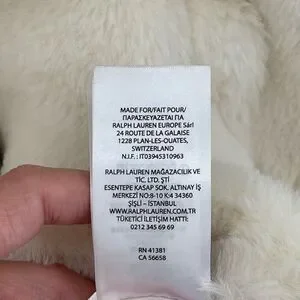 MADE FOR/FAIT POUR/
ΠΑΡΑΣΚΕΥΑΖΕΤΑΙ ΓΙΑ
RALPH LAUREN EUROPE Sàrl
24 ROUTE DE LA GALAISE
1228 PLAN-LES-OUATES,
SWITZERLAND
N.I.F. : IT03945310963
RALPH LAUREN MAĞAZACILIK VE
TİC. LTD. ŞTİ
ESENTEPE KASAP SOK. ALTINAY İŞ
MERKEZİ NO:8-10 K:4 34360
ŞİŞLİ – İSTANBUL
WWW.RALPHLAUREN.COM.TR
TÜKETİCİ İLETİŞİM HATTI:
0212 345 69 69
RN 41381
CA 56658